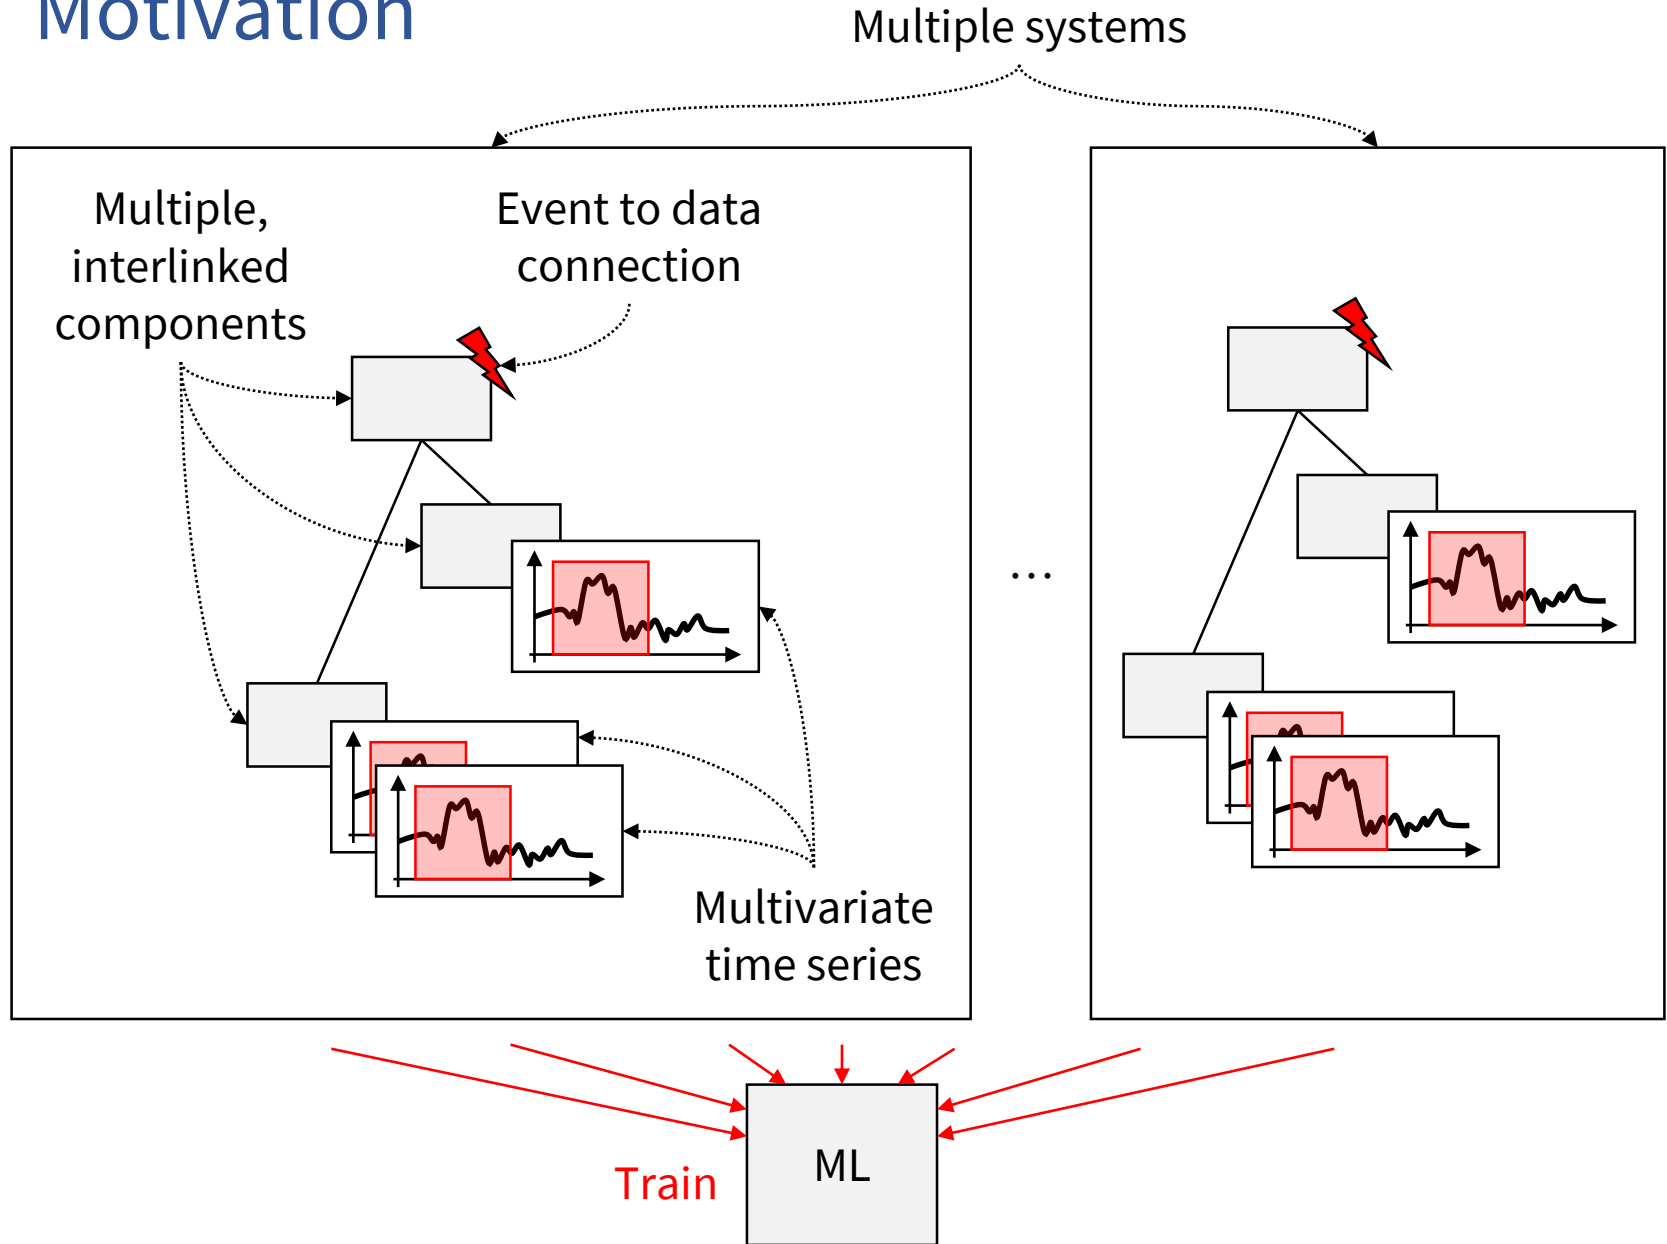 Motivation
Multiple systems
Multiple,
interlinked
components
Event to data
connection
...
Multivariate
time series
Train
ML